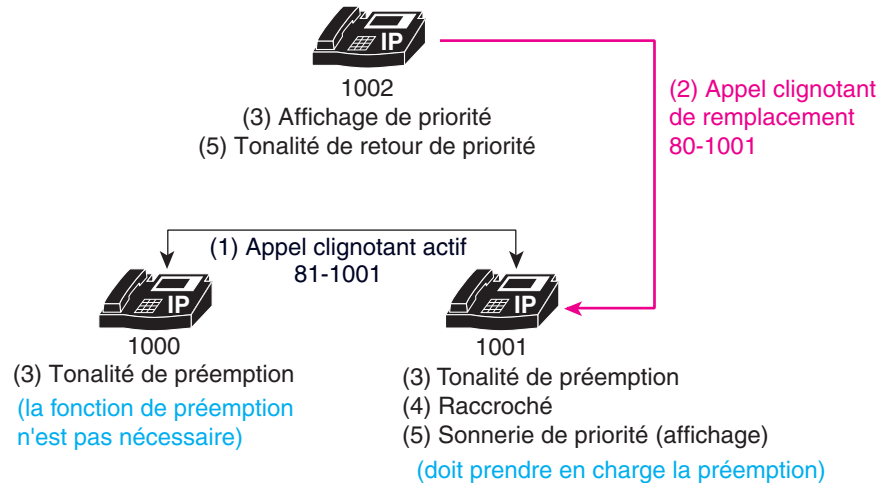 IP
1002
(3) Affichage de priorité
(5) Tonalité de retour de priorité
(2) Appel clignotant
de remplacement
80-1001
(1) Appel clignotant actif
81-1001
IP
1000
(3) Tonalité de préemption
(la fonction de préemption
n'est pas nécessaire)
IP
1001
(3) Tonalité de préemption
(4) Raccroché
(5) Sonnerie de priorité (affichage)
(doit prendre en charge la préemption)